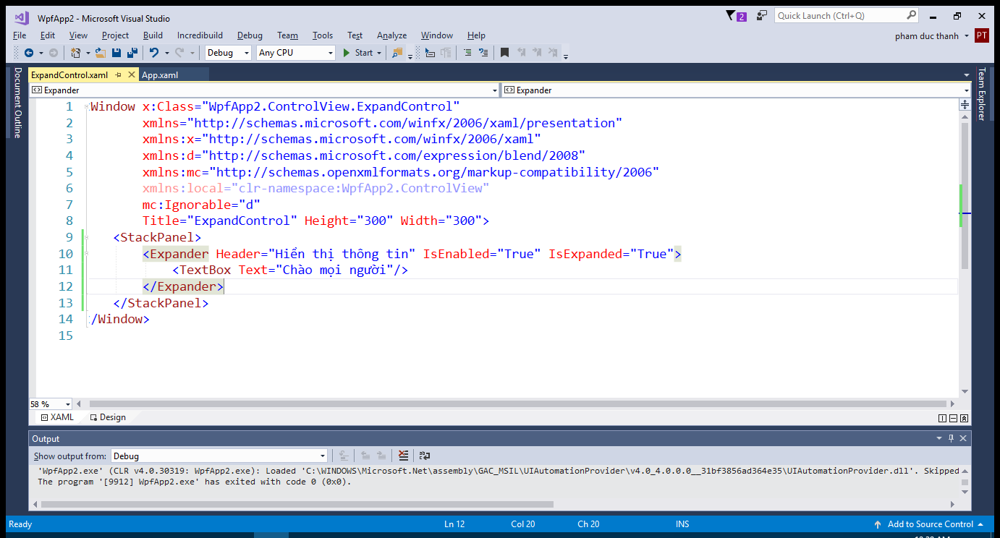 WpfApp2 - Microsoft Visual Studio
2
Quick Launch (Ctrl+Q)
File Edit View Project Build Incredibuild Debug Team Tools Test Analyze Window Help
pham duc thanh PT
Debug Any CPU Start
Document Outline
Team Explorer
ExpandControl.xaml App.xaml
Expander Expander
1 Window x:Class="WpfApp2.ControlView.ExpandControl"
2 xmlns="http://schemas.microsoft.com/winfx/2006/xaml/presentation"
3 xmlns:x="http://schemas.microsoft.com/winfx/2006/xaml"
4 xmlns:d="http://schemas.microsoft.com/expression/blend/2008"
5 xmlns:mc="http://schemas.openxmlformats.org/markup-compatibility/2006"
6 xmlns:local="clr-namespace:WpfApp2.ControlView"
7 mc:Ignorable="d"
8 Title="ExpandControl" Height="300" Width="300">
9 <StackPanel>
10 <Expander Header="Hiển thị thông tin" IsEnabled="True" IsExpanded="True">
11 <TextBox Text="Chào mọi người"/>
12 </Expander>
13 </StackPanel>
14 /Window>
15
58 %
XAML Design
Output
Show output from: Debug
'WpfApp2.exe' (CLR v4.0.30319: WpfApp2.exe): Loaded 'C:\WINDOWS\Microsoft.Net\assembly\GAC_MSIL\UIAutomationProvider\v4.0_4.0.0.0__31bf3856ad364e35\UIAutomationProvider.dll'. Skipped
The program '[9912] WpfApp2.exe' has exited with code 0 (0x0).
Ready Ln 12 Col 20 Ch 20 INS Add to Source Control